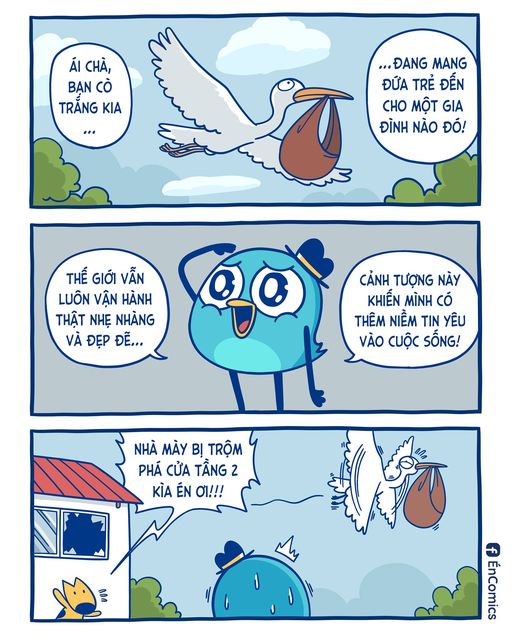 ÁI CHÀ,
BẠN CÒ
TRẮNG KIA
...
...ĐANG MANG
ĐỨA TRẺ ĐẾN
CHO MỘT GIA
ĐÌNH NÀO ĐÓ!
THẾ GIỚI VẪN
LUÔN VẬN HÀNH
THẬT NHẸ NHÀNG
VÀ ĐẸP ĐẼ...
CẢNH TƯỢNG NÀY
KHIẾN MÌNH CÓ
THÊM NIỀM TIN YÊU
VÀO CUỘC SỐNG!
NHÀ MÀY BỊ TRỘM
PHÁ CỬA TẦNG 2
KÌA ÉN ƠI!!!
ÉnComics